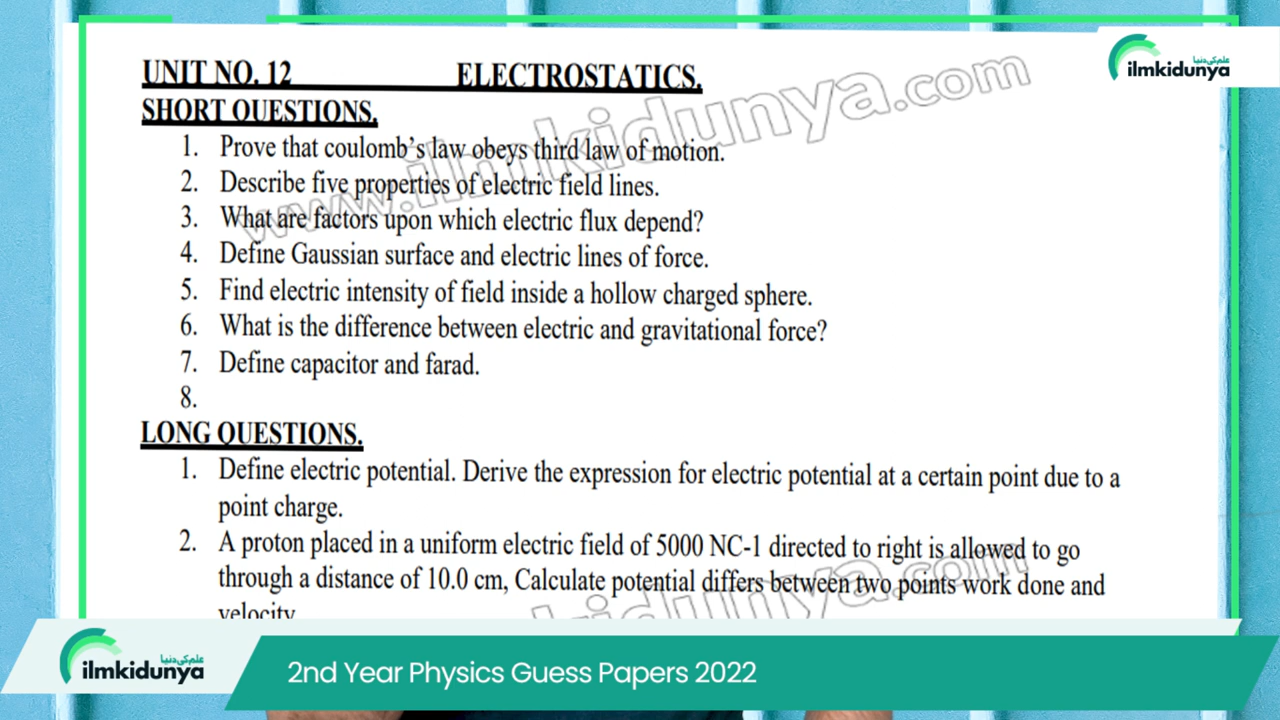 علم کی دنیا
ilmkidunya
UNIT NO. 12 ELECTROSTATICS.
SHORT QUESTIONS.
1. Prove that coulomb's law obeys third law of motion.
2. Describe five properties of electric field lines.
3. What are factors upon which electric flux depend?
4. Define Gaussian surface and electric lines of force.
5. Find electric intensity of field inside a hollow charged sphere.
6. What is the difference between electric and gravitational force?
7. Define capacitor and farad.
8.
LONG QUESTIONS.
1. Define electric potential. Derive the expression for electric potential at a certain point due to a
point charge.
2. A proton placed in a uniform electric field of 5000 NC-1 directed to right is allowed to go
through a distance of 10.0 cm, Calculate potential differs between two points work done and
velocity
www.ilmkidunya.com
kidunya.com
علم کی دنیا
ilmkidunya
2nd Year Physics Guess Papers 2022